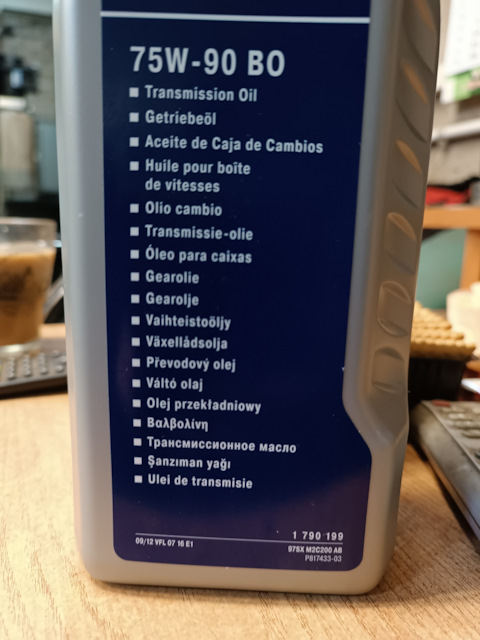 75W-90 BO
■ Transmission Oil
■ Getriebeöl
■ Aceite de Caja de Cambios
■ Huile pour boîte
de vitesses
■ Olio cambio
■ Transmissie-olie
■ Óleo para caixas
■ Gearolie
■ Gearolje
■ Vaihteistoöljy
■ Växellådsolja
■ Převodový olej
■ Váltó olaj
■ Olej przekładniowy
■ Βαλβολίνη
■ Трансмиссионное масло
■ Şanzıman yağı
■ Ulei de transmisie
1 790 199
09/12 VFL 07 16 E1
97SX M2C200 AB
P817433-03